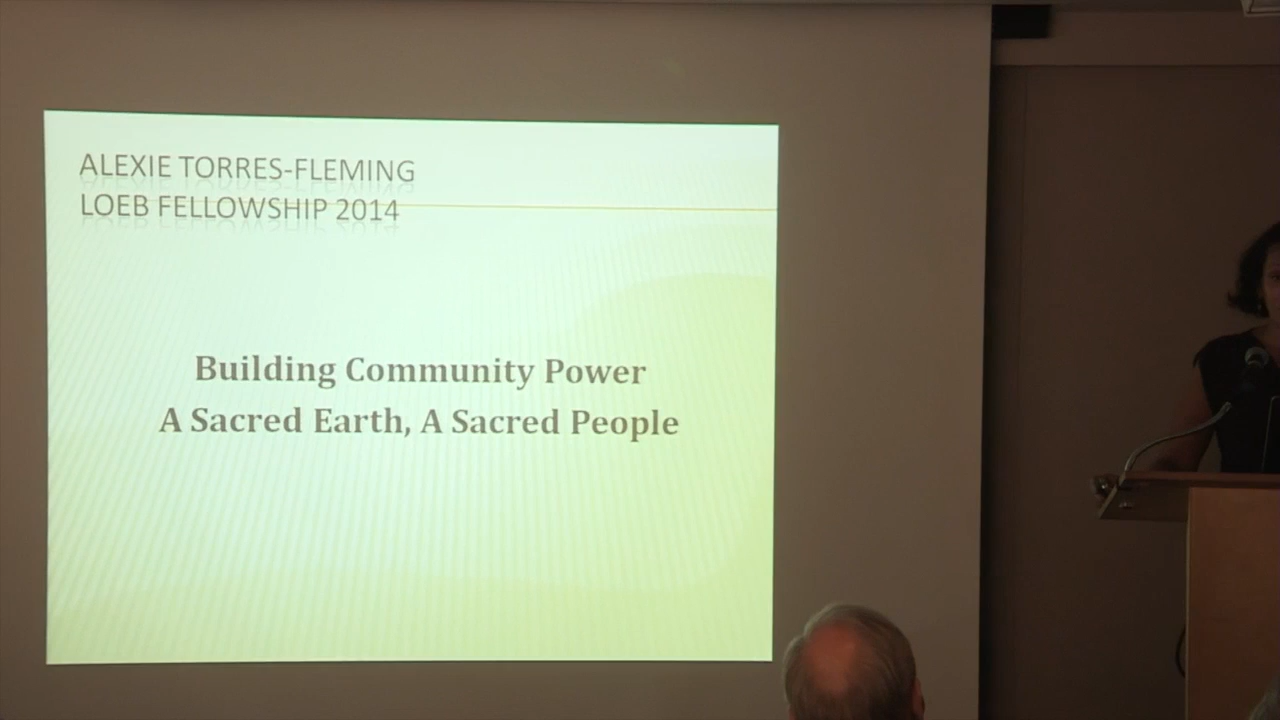 ALEXIE TORRES-FLEMING
LOEB FELLOWSHIP 2014
Building Community Power
A Sacred Earth, A Sacred People